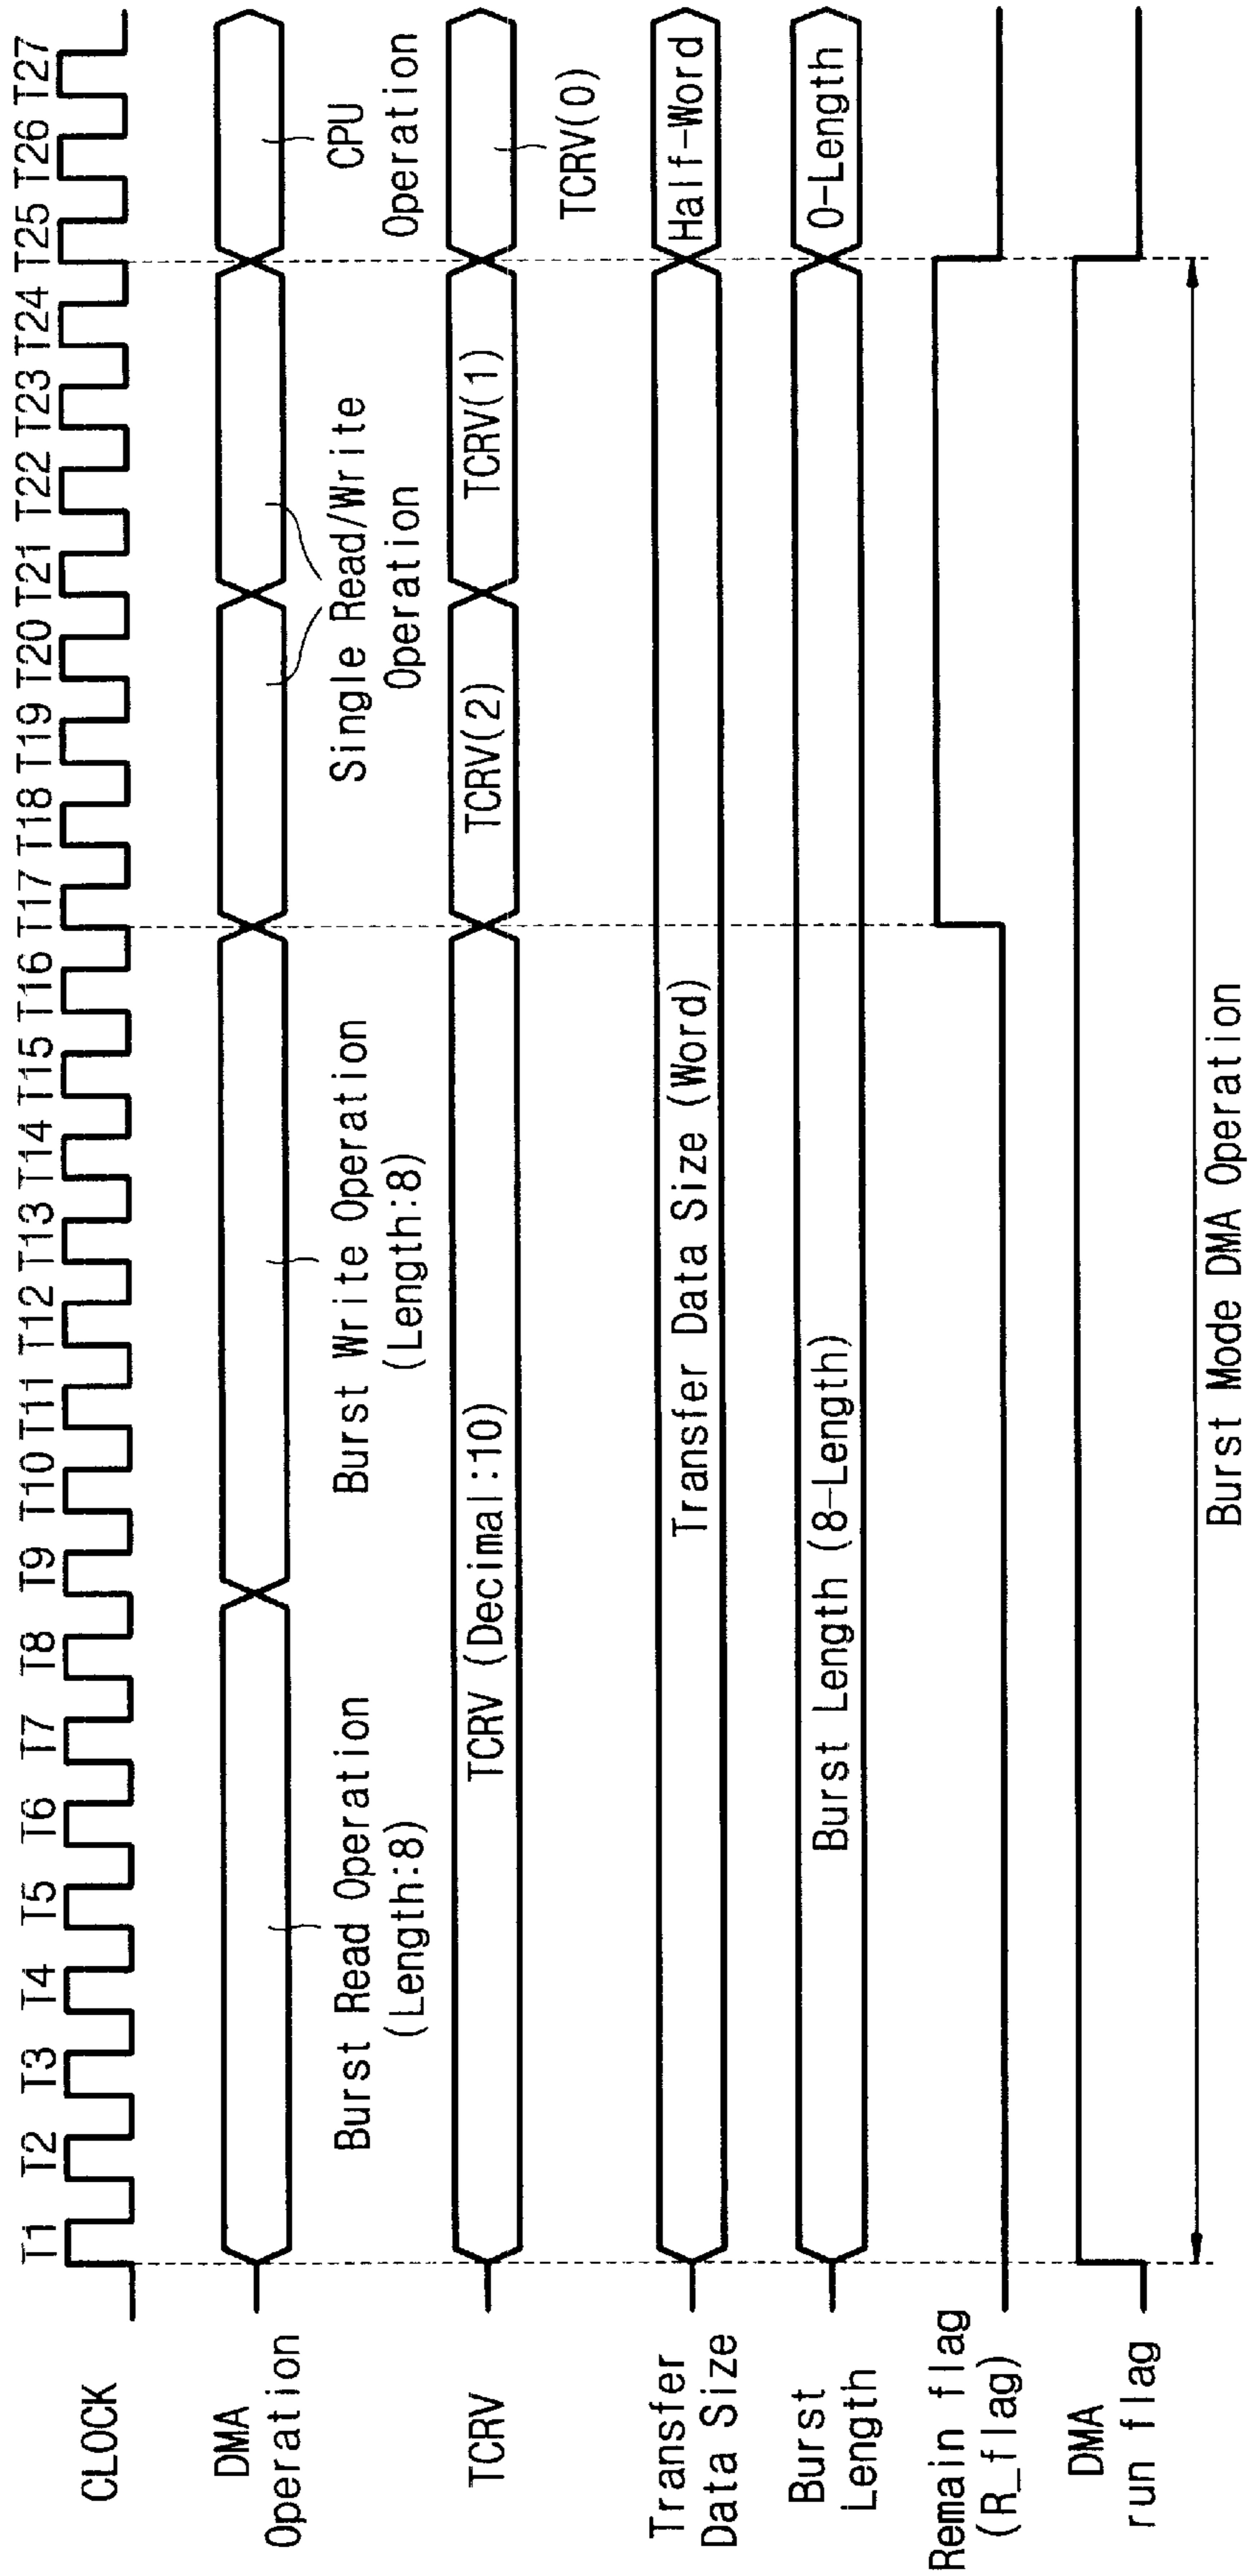 CLOCK
T1 T2 T3 T4 T5 T6 T7 T8 T9 T10 T11 T12 T13 T14 T15 T16 T17 T18 T19 T20 T21 T22 T23 T24 T25 T26 T27
DMA
Operation
Burst Read Operation
(Length:8)
Burst Write Operation
(Length:8)
Single Read/Write
Operation
CPU
Operation
TCRV
TCRV (Decimal:10)
TCRV(2)
TCRV(1)
TCRV(0)
Transfer
Data Size
Transfer Data Size (Word)
Half-Word
Burst
Length
Burst Length (8-Length)
0-Length
Remain flag
(R_flag)
DMA
run flag
Burst Mode DMA Operation